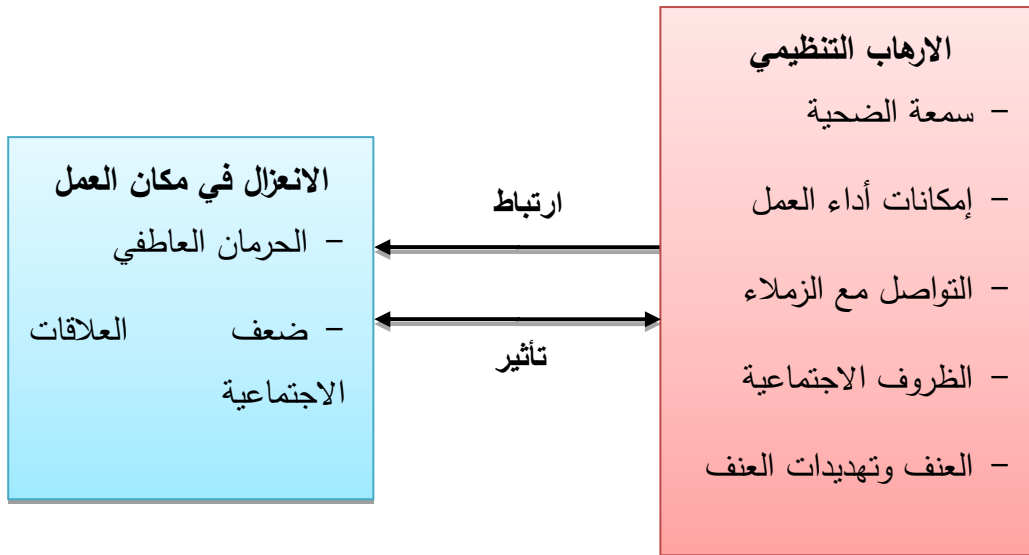 الارهاب التنظيمي
- سمعة الضحية
- إمكانات أداء العمل
- التواصل مع الزملاء
- الظروف الاجتماعية
- العنف وتهديدات العنف
ارتباط
تأثير
الانعزال في مكان العمل
- الحرمان العاطفي
- ضعف العلاقات
الاجتماعية